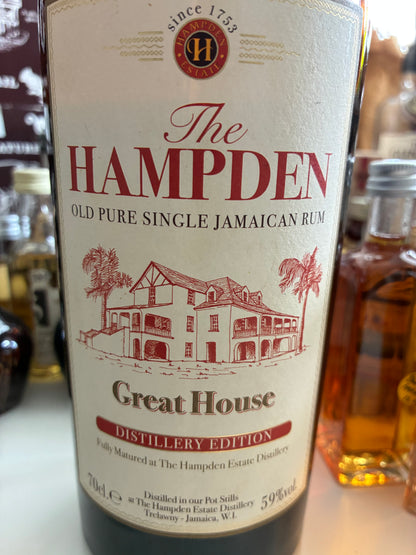 since 1753
HAMPDEN
H
ESTATE
The
HAMPDEN
OLD PURE SINGLE JAMAICAN RUM
Great House
DISTILLERY EDITION
Fully Matured at The Hampden Estate Distillery
70cl. e
Distilled in our Pot Stills
at The Hampden Estate Distillery
Trelawny - Jamaica, W.I.
59%vol.